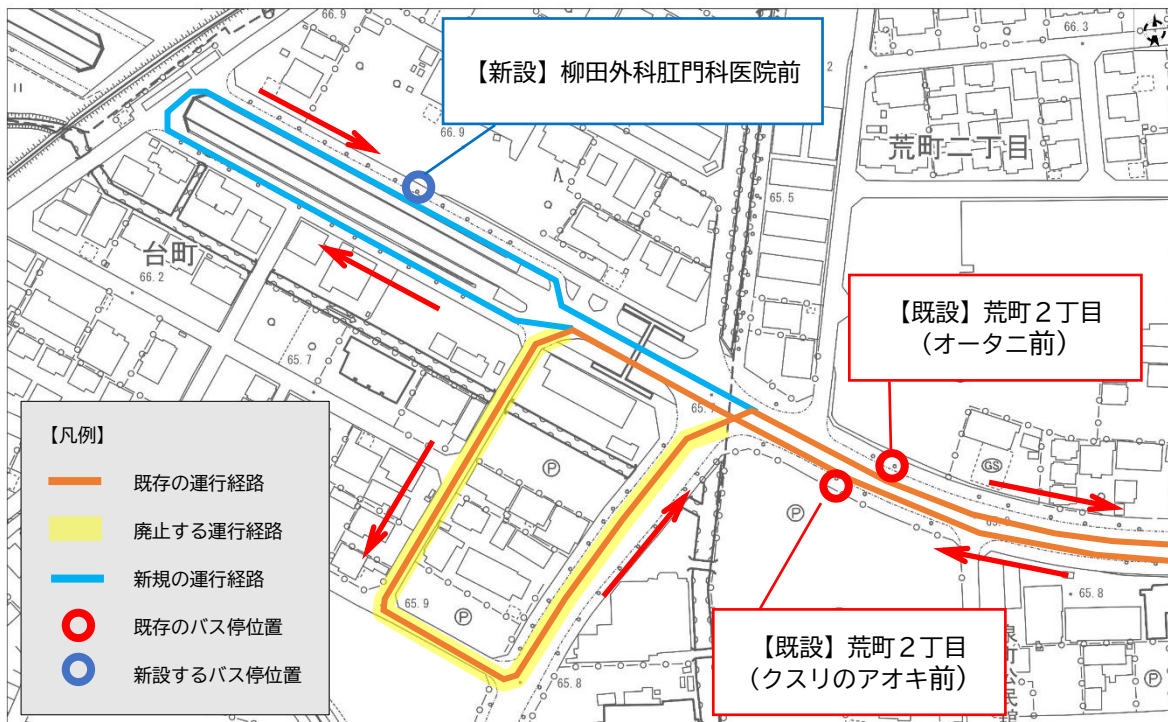 66.9
66.3
【新設】柳田外科肛門科医院前
66.9
荒町二丁目
65.5
台町
66.2
【既設】荒町２丁目
（オータニ前）
65.7
【凡例】
既存の運行経路
廃止する運行経路
新規の運行経路
既存のバス停位置
新設するバス停位置
P
GS
P
65.9
P
65.8
65.8
【既設】荒町２丁目
（クスリのアオキ前）
P
P